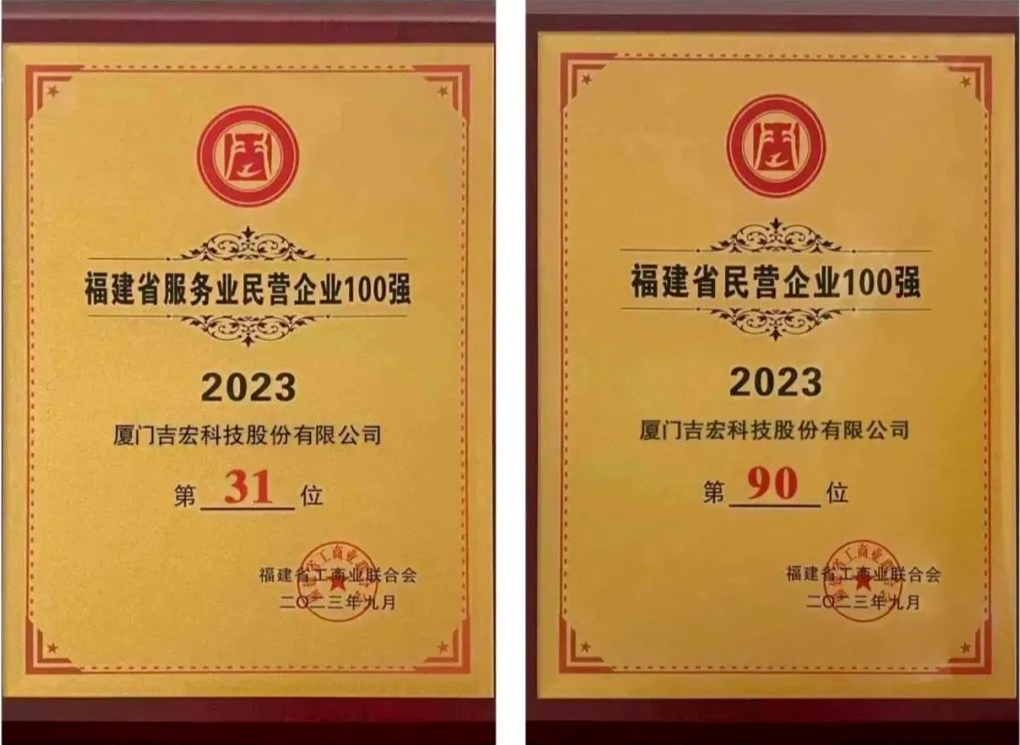 福建省服务业民营企业100强
2023
厦门吉宏科技股份有限公司
第 31 位
福建省工商业联合会
二〇二三年九月
福建省民营企业100强
2023
厦门吉宏科技股份有限公司
第 90 位
福建省工商业联合会
二〇二三年九月